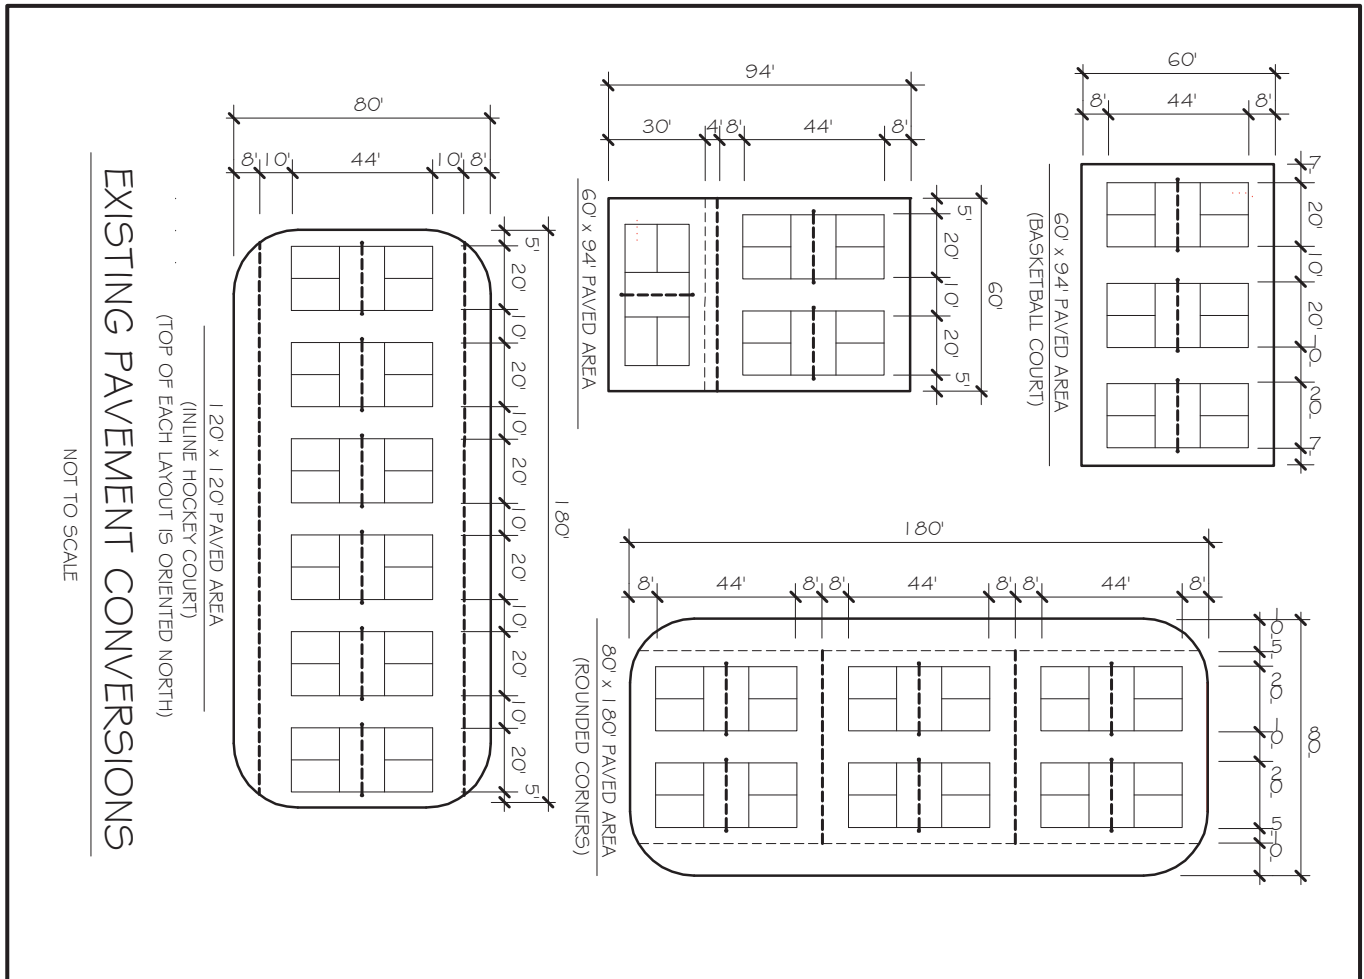 60'
8' 44' 8'
7'
20'
10'
20'
10'
20'
7'
60' x 94' PAVED AREA
(BASKETBALL COURT)
94'
30' 4' 8' 44' 8'
5'
20'
10'
20'
5'
60'
60' x 94' PAVED AREA
80'
8' 10' 44' 10' 8'
5'
20'
10'
20'
10'
20'
10'
20'
10'
20'
10'
20'
5'
180'
120' x 120' PAVED AREA
(INLINE HOCKEY COURT)
(TOP OF EACH LAYOUT IS ORIENTED NORTH)
180'
8' 44' 8' 8' 44' 8' 8' 44' 8'
10'
5'
20'
10'
20'
5'
10'
80'
80' x 180' PAVED AREA
(ROUNDED CORNERS)
EXISTING PAVEMENT CONVERSIONS
NOT TO SCALE